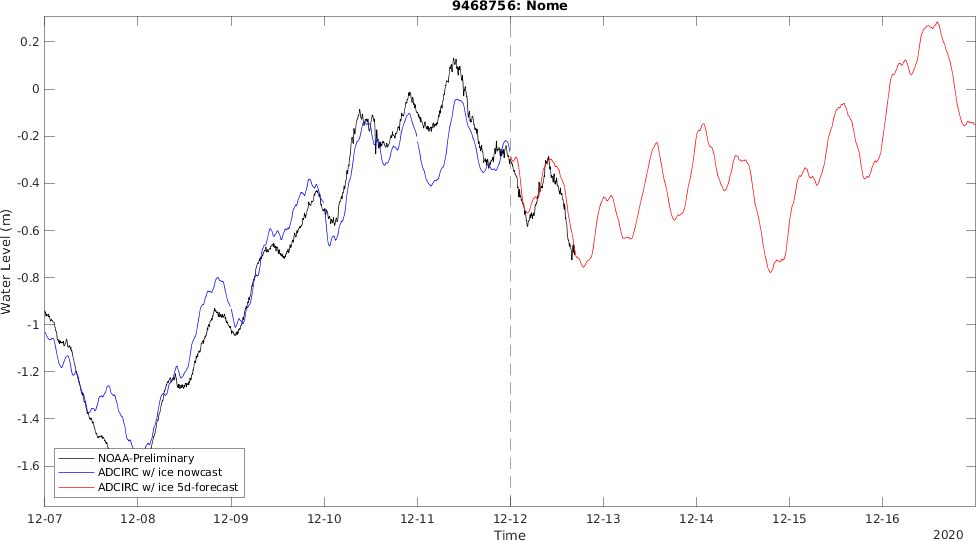 9468756: Nome
0.2
0
-0.2
-0.4
-0.6
-0.8
-1
-1.2
-1.4
-1.6
Water Level (m)
NOAA-Preliminary
ADCIRC w/ ice nowcast
ADCIRC w/ ice 5d-forecast
12-07 12-08 12-09 12-10 12-11 12-12 12-13 12-14 12-15 12-16
Time
2020